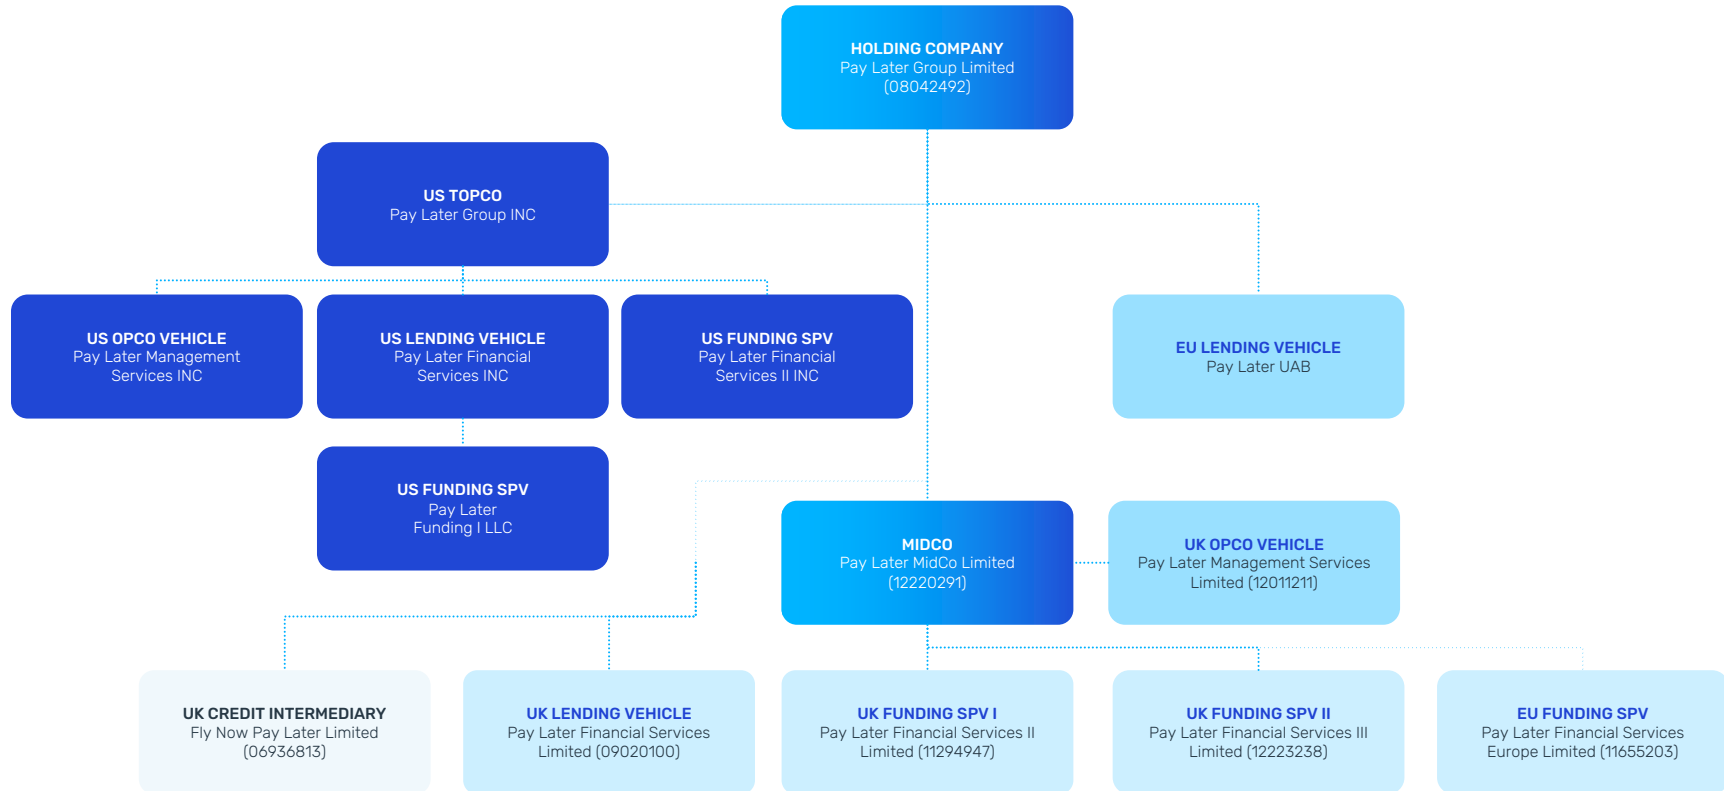 HOLDING COMPANY
Pay Later Group Limited
(08042492)
US TOPCO
Pay Later Group INC
US OPCO VEHICLE
Pay Later Management
Services INC
US LENDING VEHICLE
Pay Later Financial
Services INC
US FUNDING SPV
Pay Later Financial
Services II INC
EU LENDING VEHICLE
Pay Later UAB
US FUNDING SPV
Pay Later
Funding I LLC
MIDCO
Pay Later MidCo Limited
(12220291)
UK OPCO VEHICLE
Pay Later Management Services
Limited (12011211)
UK CREDIT INTERMEDIARY
Fly Now Pay Later Limited
(06936813)
UK LENDING VEHICLE
Pay Later Financial Services
Limited (09020100)
UK FUNDING SPV I
Pay Later Financial Services II
Limited (11294947)
UK FUNDING SPV II
Pay Later Financial Services III
Limited (12223238)
EU FUNDING SPV
Pay Later Financial Services
Europe Limited (11655203)